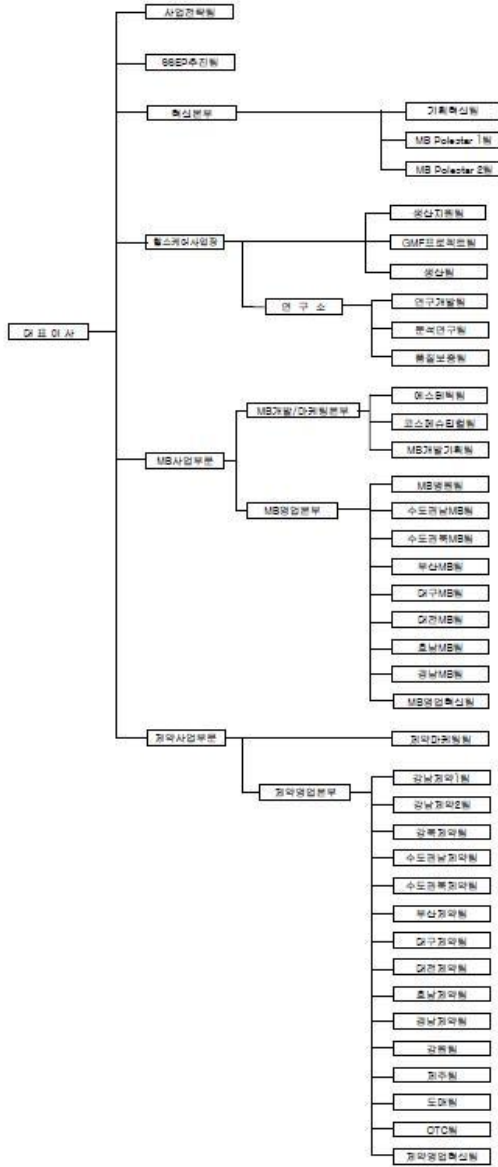 사업전략팀
SSEP추진팀
혁신본부
기획혁신팀
MB Polestar 1팀
MB Polestar 2팀
헬스케어사업장
생산지원팀
GMP프로젝트팀
생산팀
연 구 소
연구개발팀
분석연구팀
품질보증팀
대 표 이 사
MB사업부문
MB개발/마케팅본부
에스테틱팀
코스메슈티컬팀
MB개발기획팀
MB영업본부
MB병원팀
수도권남MB팀
수도권북MB팀
부산MB팀
대구MB팀
대전MB팀
호남MB팀
경남MB팀
MB영업혁신팀
제약사업부문
제약마케팅팀
제약영업본부
강남제약1팀
강남제약2팀
강북제약팀
수도권남제약팀
수도권북제약팀
부산제약팀
대구제약팀
대전제약팀
호남제약팀
경남제약팀
강원팀
제주팀
도매팀
OTC팀
제약영업혁신팀